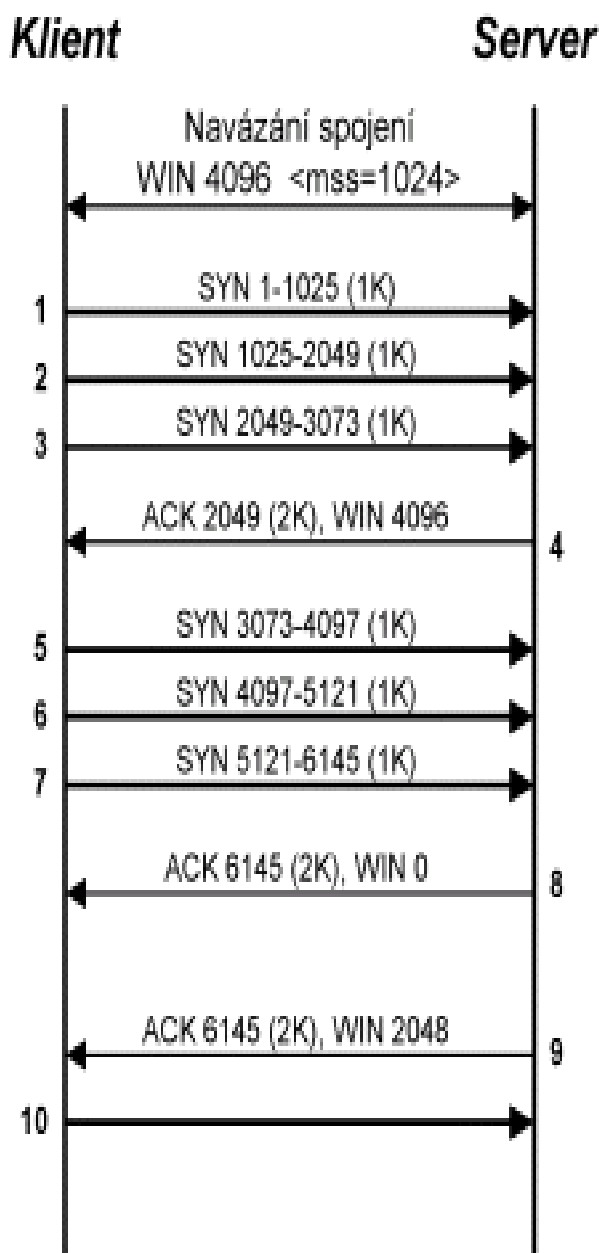 Klient Server
Navázání spojení
WIN 4096 <mss=1024>
SYN 1-1025 (1K)
1
SYN 1025-2049 (1K)
2
SYN 2049-3073 (1K)
3
ACK 2049 (2K), WIN 4096
4
SYN 3073-4097 (1K)
5
SYN 4097-5121 (1K)
6
SYN 5121-6145 (1K)
7
ACK 6145 (2K), WIN 0
8
ACK 6145 (2K), WIN 2048
9
10